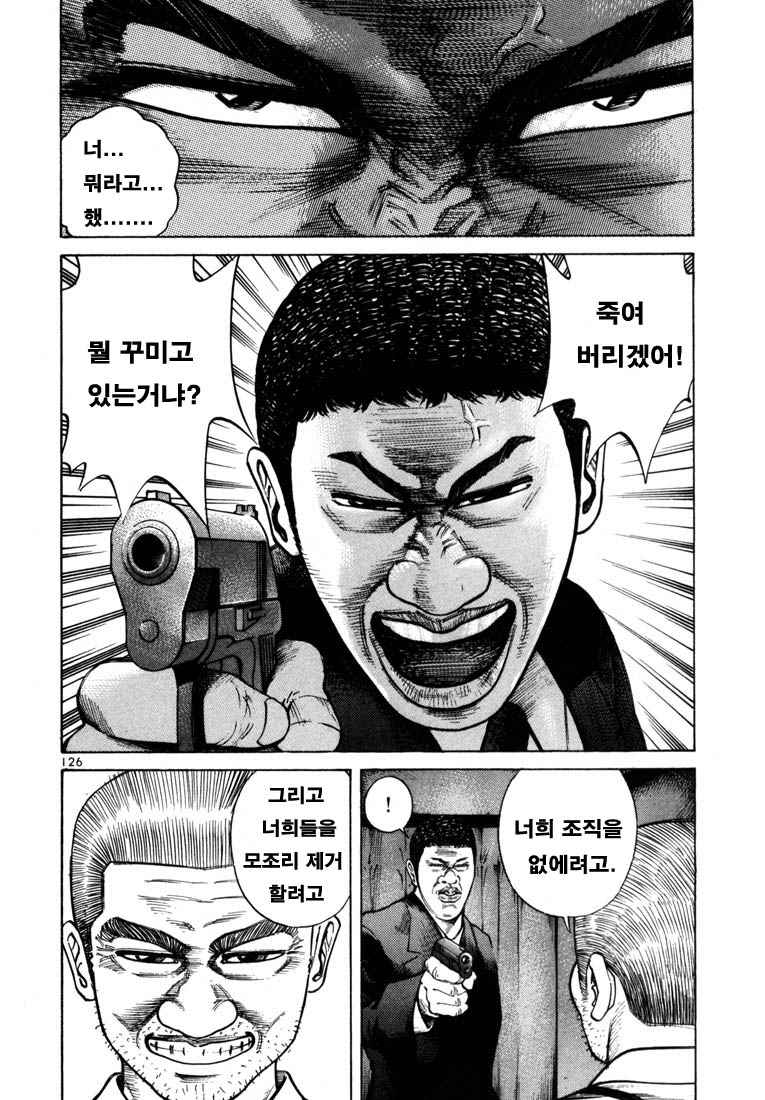 너...
뭐라고...
했.......
죽여
버리겠어!
뭘 꾸미고
있는거냐?
126
!
너희 조직을
없에려고.
그리고
너희들을
모조리 제거
할려고